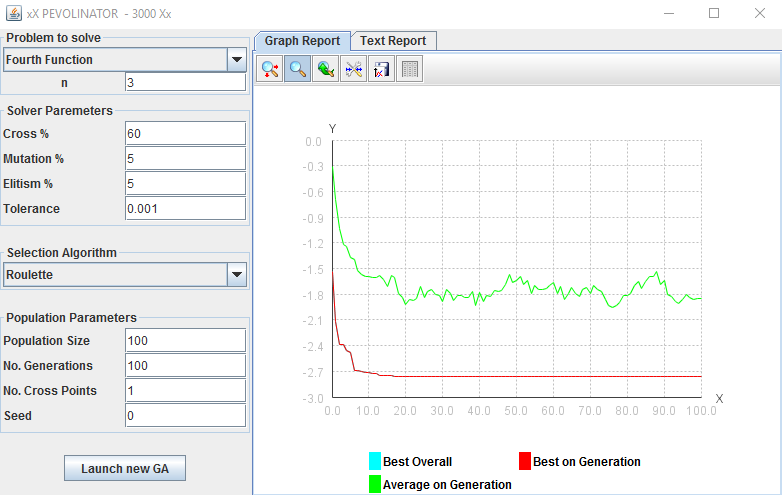 xX PEVOLINATOR - 3000 Xx
Problem to solve
Fourth Function
n 3
Solver Paremeters
Cross % 60
Mutation % 5
Elitism % 5
Tolerance 0.001
Selection Algorithm
Roulette
Population Parameters
Population Size 100
No. Generations 100
No. Cross Points 1
Seed 0
Launch new GA
Graph Report Text Report
Y
0.0
-0.3
-0.6
-0.9
-1.2
-1.5
-1.8
-2.1
-2.4
-2.7
-3.0
X
0.0 10.0 20.0 30.0 40.0 50.0 60.0 70.0 80.0 90.0 100.0
Best Overall Best on Generation
Average on Generation